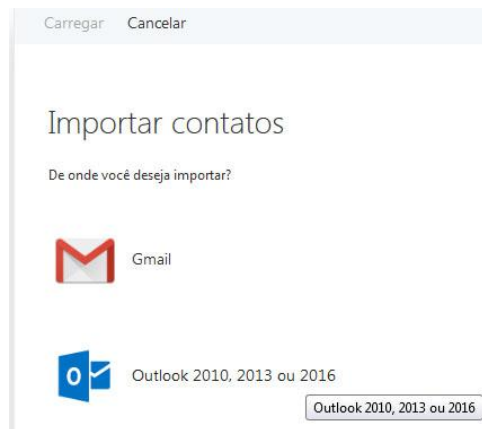 Carregar Cancelar
Importar contatos
De onde você deseja importar?
Gmail
Outlook 2010, 2013 ou 2016
Outlook 2010, 2013 ou 2016